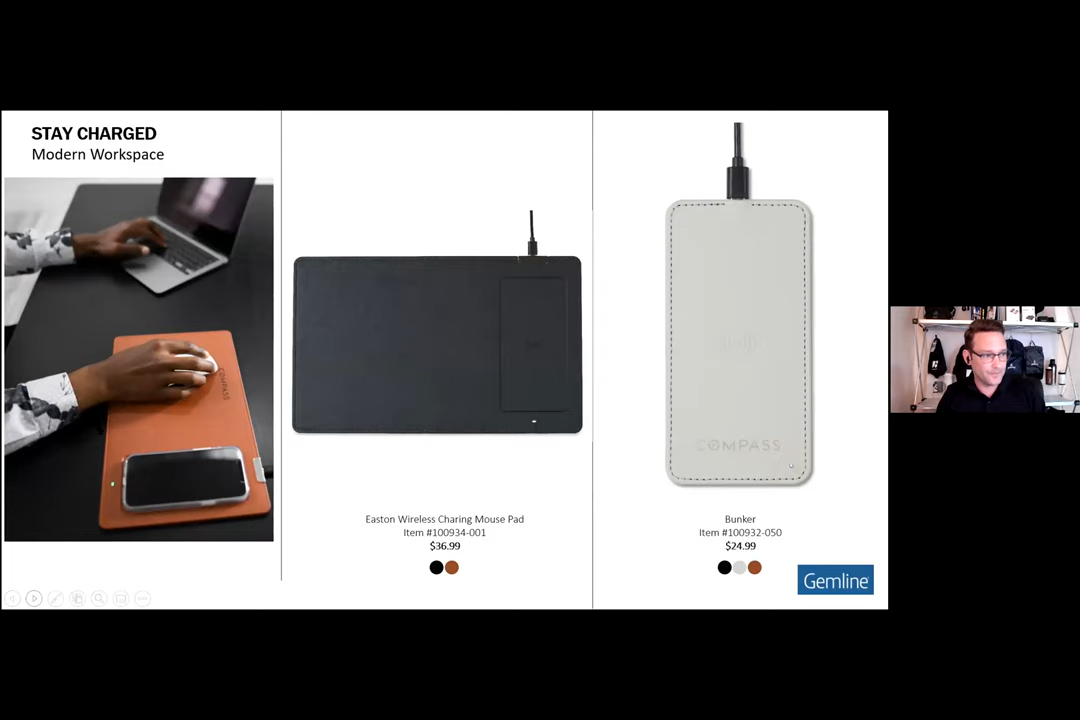 STAY CHARGED
Modern Workspace
COMPASS
Easton Wireless Charing Mouse Pad
Item #100934-001
$36.99
COMPASS
Bunker
Item #100932-050
$24.99
Gemline